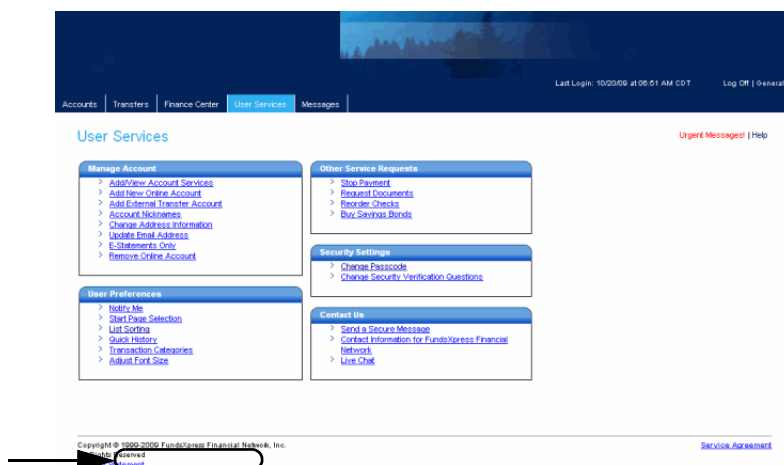 Last Login: 10/20/09 at 06:51 AM CDT Log Off | General
Accounts Transfers Finance Center User Services Messages
User Services
Urgent Messages! | Help
Manage Account
> Add/View Account Services
> Add New Online Account
> Add External Transfer Account
> Account Nicknames
> Change Address Information
> Update Email Address
> E-Statements Only
> Remove Online Account
User Preferences
> Notify Me
> Start Page Selection
> List Sorting
> Quick History
> Transaction Categories
> Adjust Font Size
Other Service Requests
> Stop Payment
> Request Documents
> Reorder Checks
> Buy Savings Bonds
Security Settings
> Change Passcode
> Change Security Verification Questions
Contact Us
> Send a Secure Message
> Contact Information for FundsXpress Financial
Network
> Live Chat
Copyright © 1999-2009 FundsXpress Financial Network, Inc.
Rights Reserved
Statement
Service Agreement